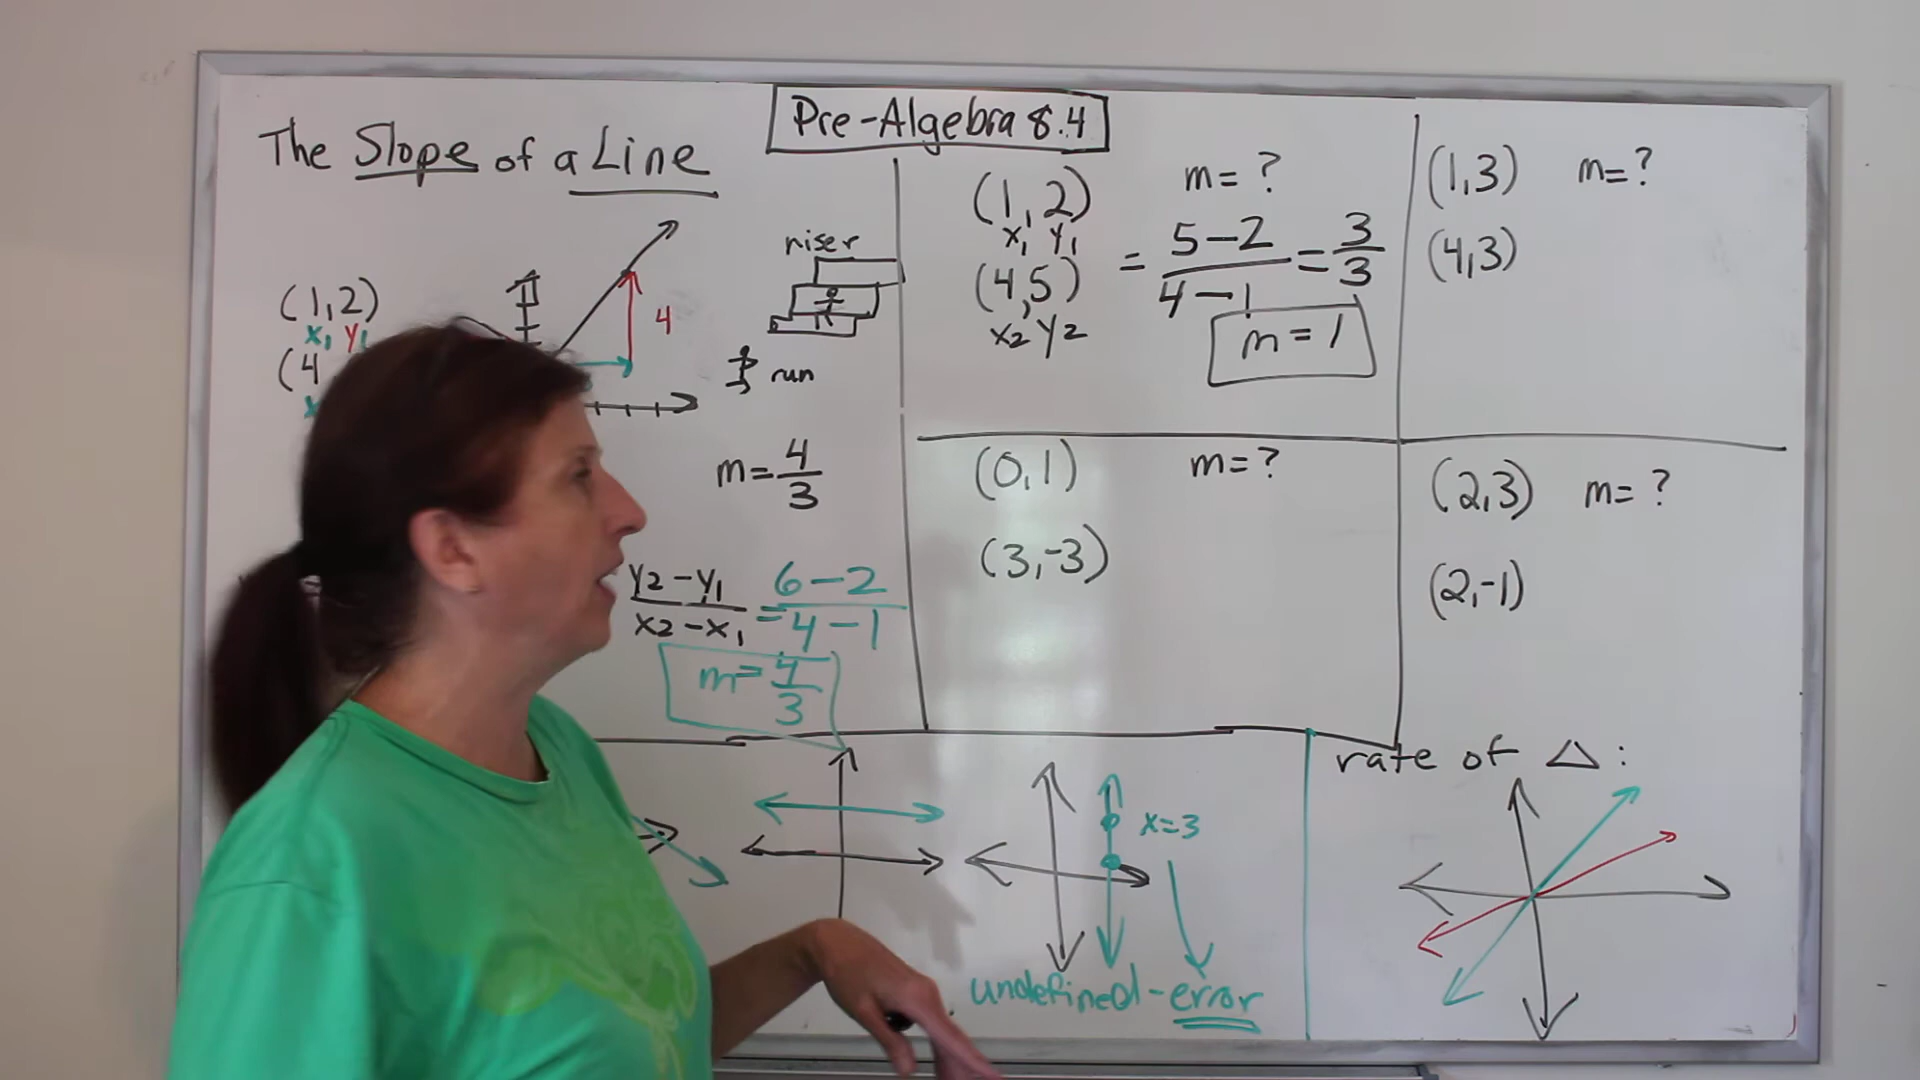 Pre-Algebra 8.4
The Slope of a Line
(1,2)
x₁ y₁
(4
x
4
riser
run
m = 4/3
y2-y₁/x2-x₁ = 6-2/4-1
m = 4/3
(1,2) m = ?
x₁ y₁
(4,5) = 5-2/4-1 = 3/3
x2 y2
m = 1
(1,3) m = ?
(4,3)
(0,1) m = ?
(3,-3)
(2,3) m = ?
(2,-1)
x=3
undefined-error
rate of △: